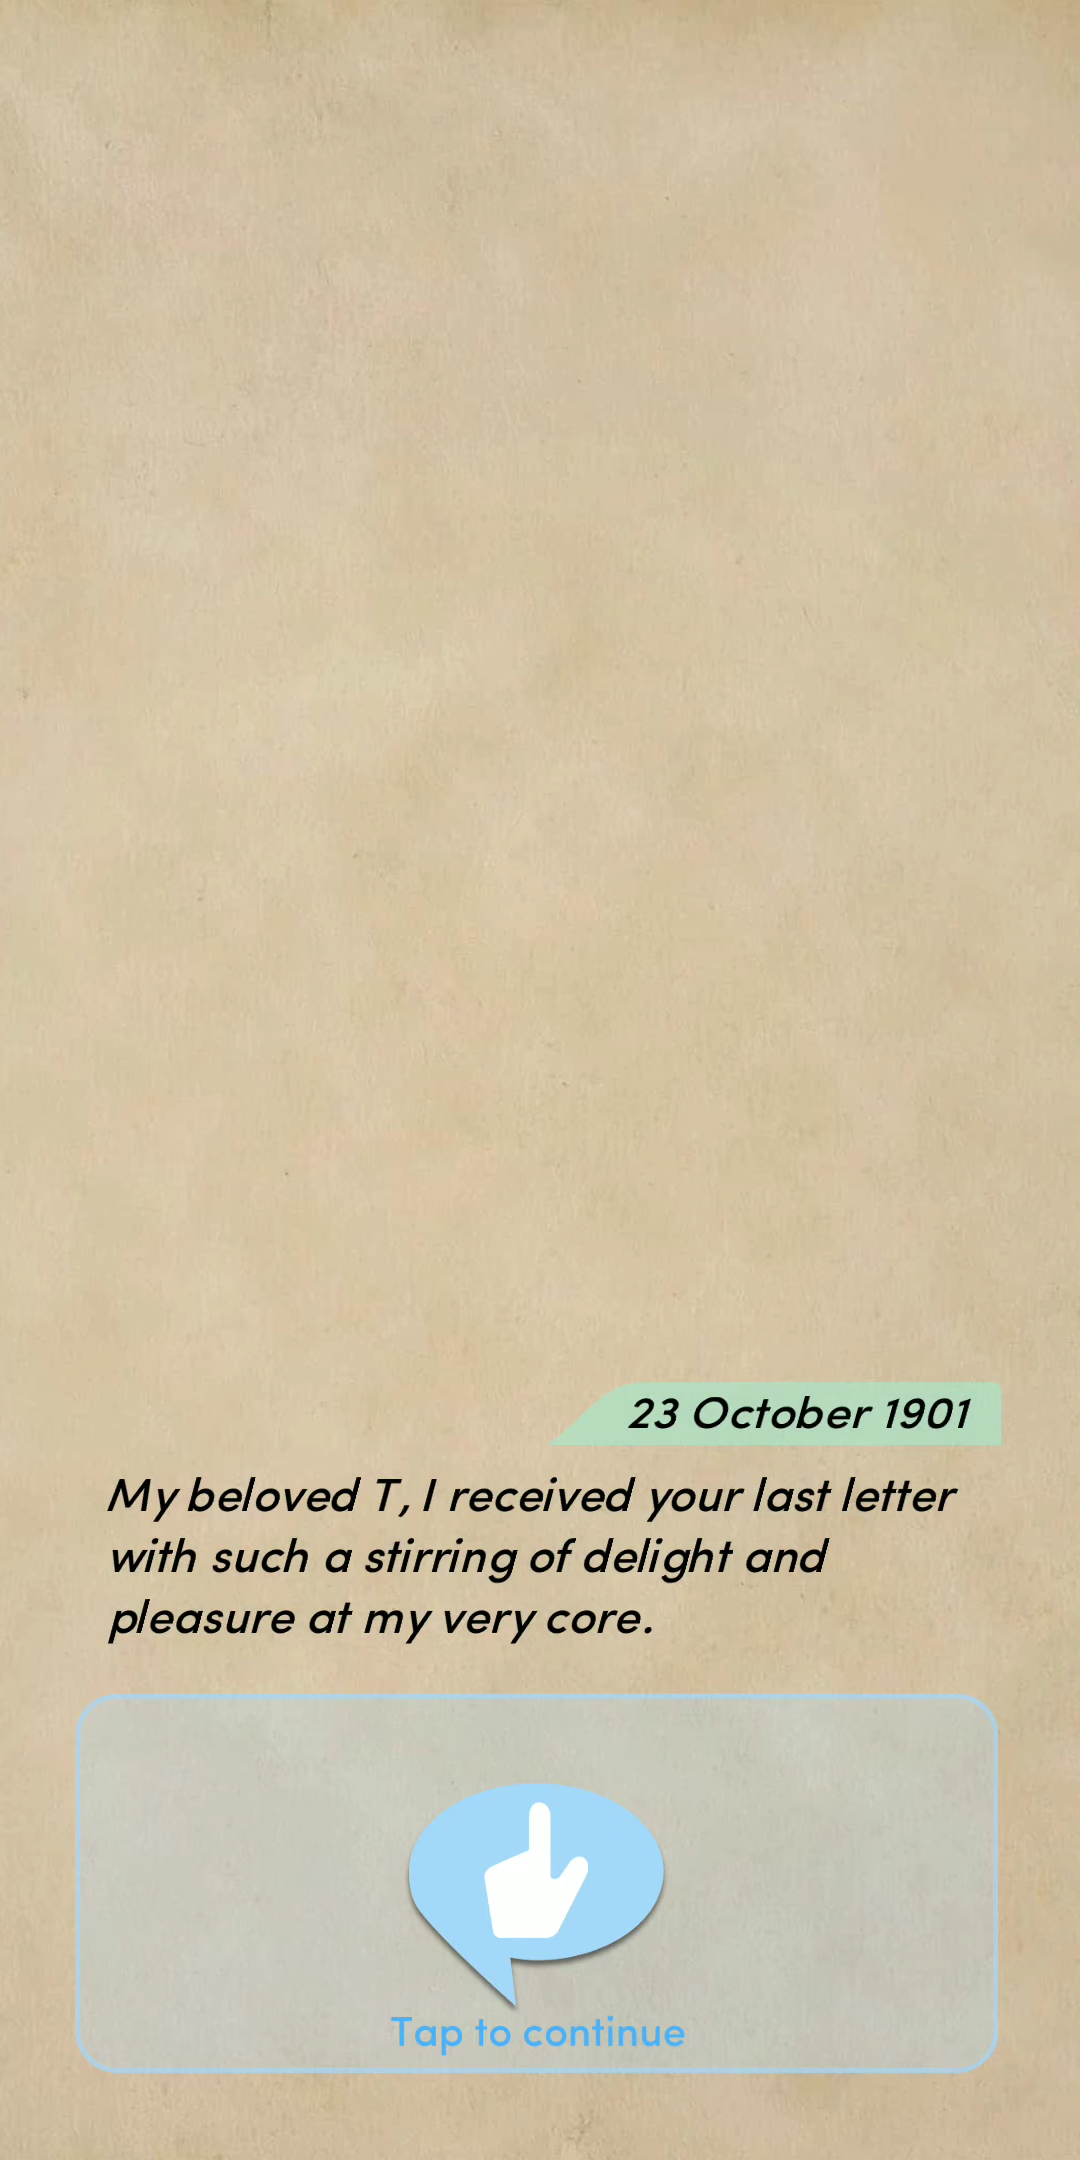 23 October 1901
My beloved T, I received your last letter
with such a stirring of delight and
pleasure at my very core.
Tap to continue